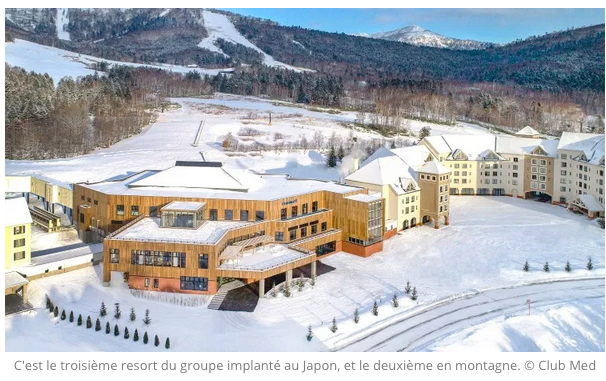 C'est le troisième resort du groupe implanté au Japon, et le deuxième en montagne. © Club Med